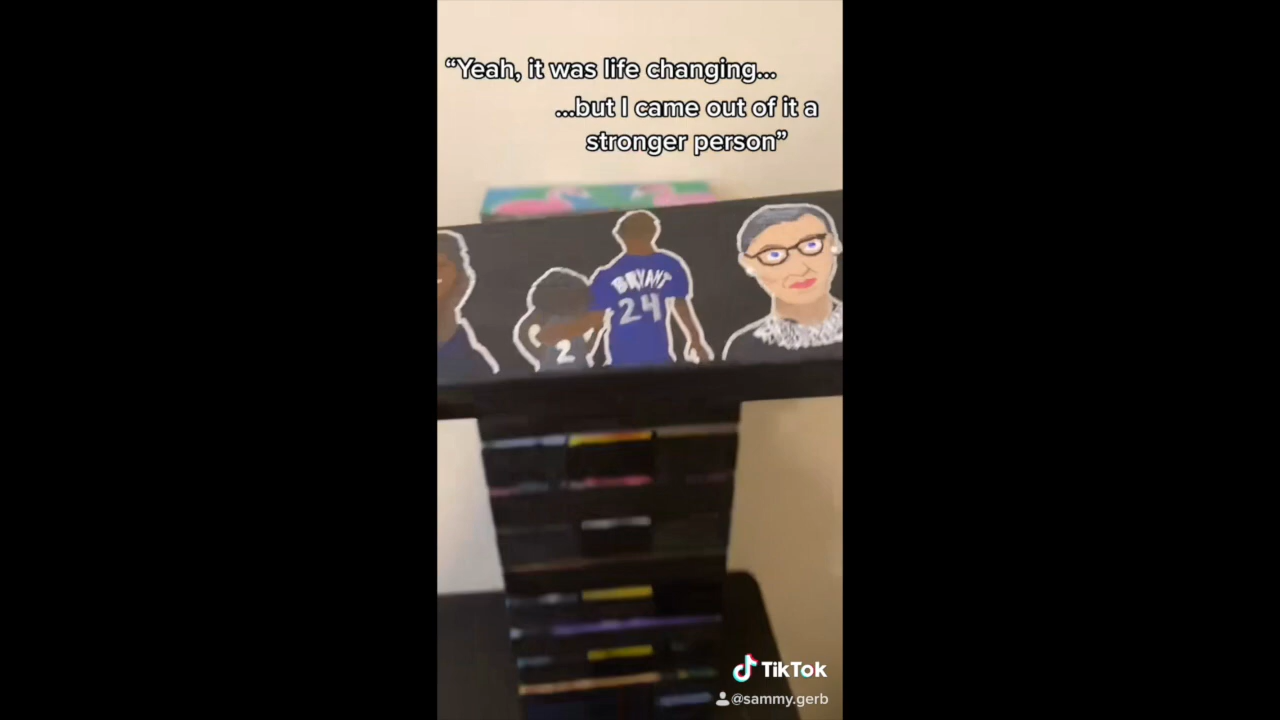 “Yeah, it was life changing...
...but I came out of it a
stronger person”
BRYANT
24
2
TikTok
@sammy.gerb